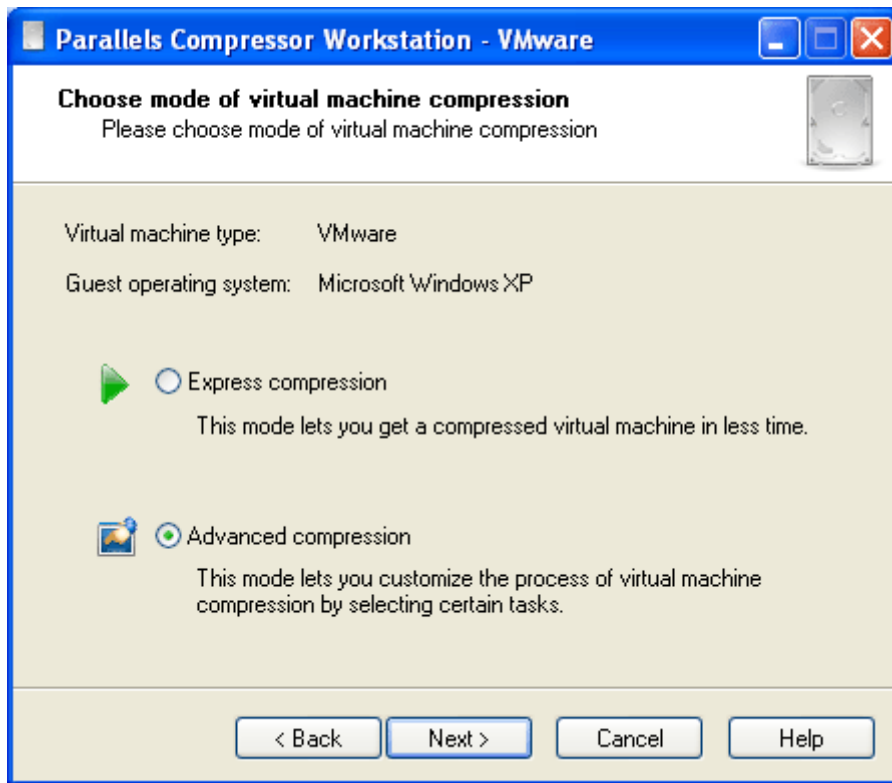 Parallels Compressor Workstation - VMware
Choose mode of virtual machine compression
Please choose mode of virtual machine compression
Virtual machine type: VMware
Guest operating system: Microsoft Windows XP
Express compression
This mode lets you get a compressed virtual machine in less time.
Advanced compression
This mode lets you customize the process of virtual machine
compression by selecting certain tasks.
< Back Next > Cancel Help